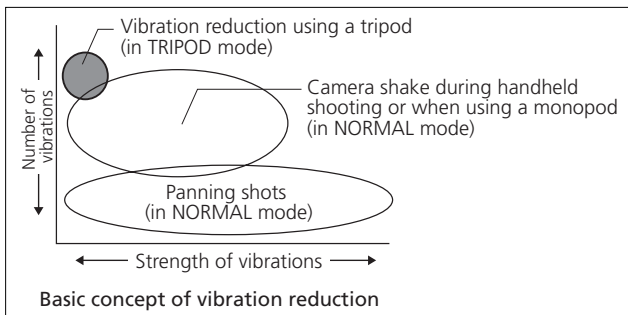 Vibration reduction using a tripod
(in TRIPOD mode)
Camera shake during handheld
shooting or when using a monopod
(in NORMAL mode)
Number of
vibrations
Panning shots
(in NORMAL mode)
Strength of vibrations
Basic concept of vibration reduction